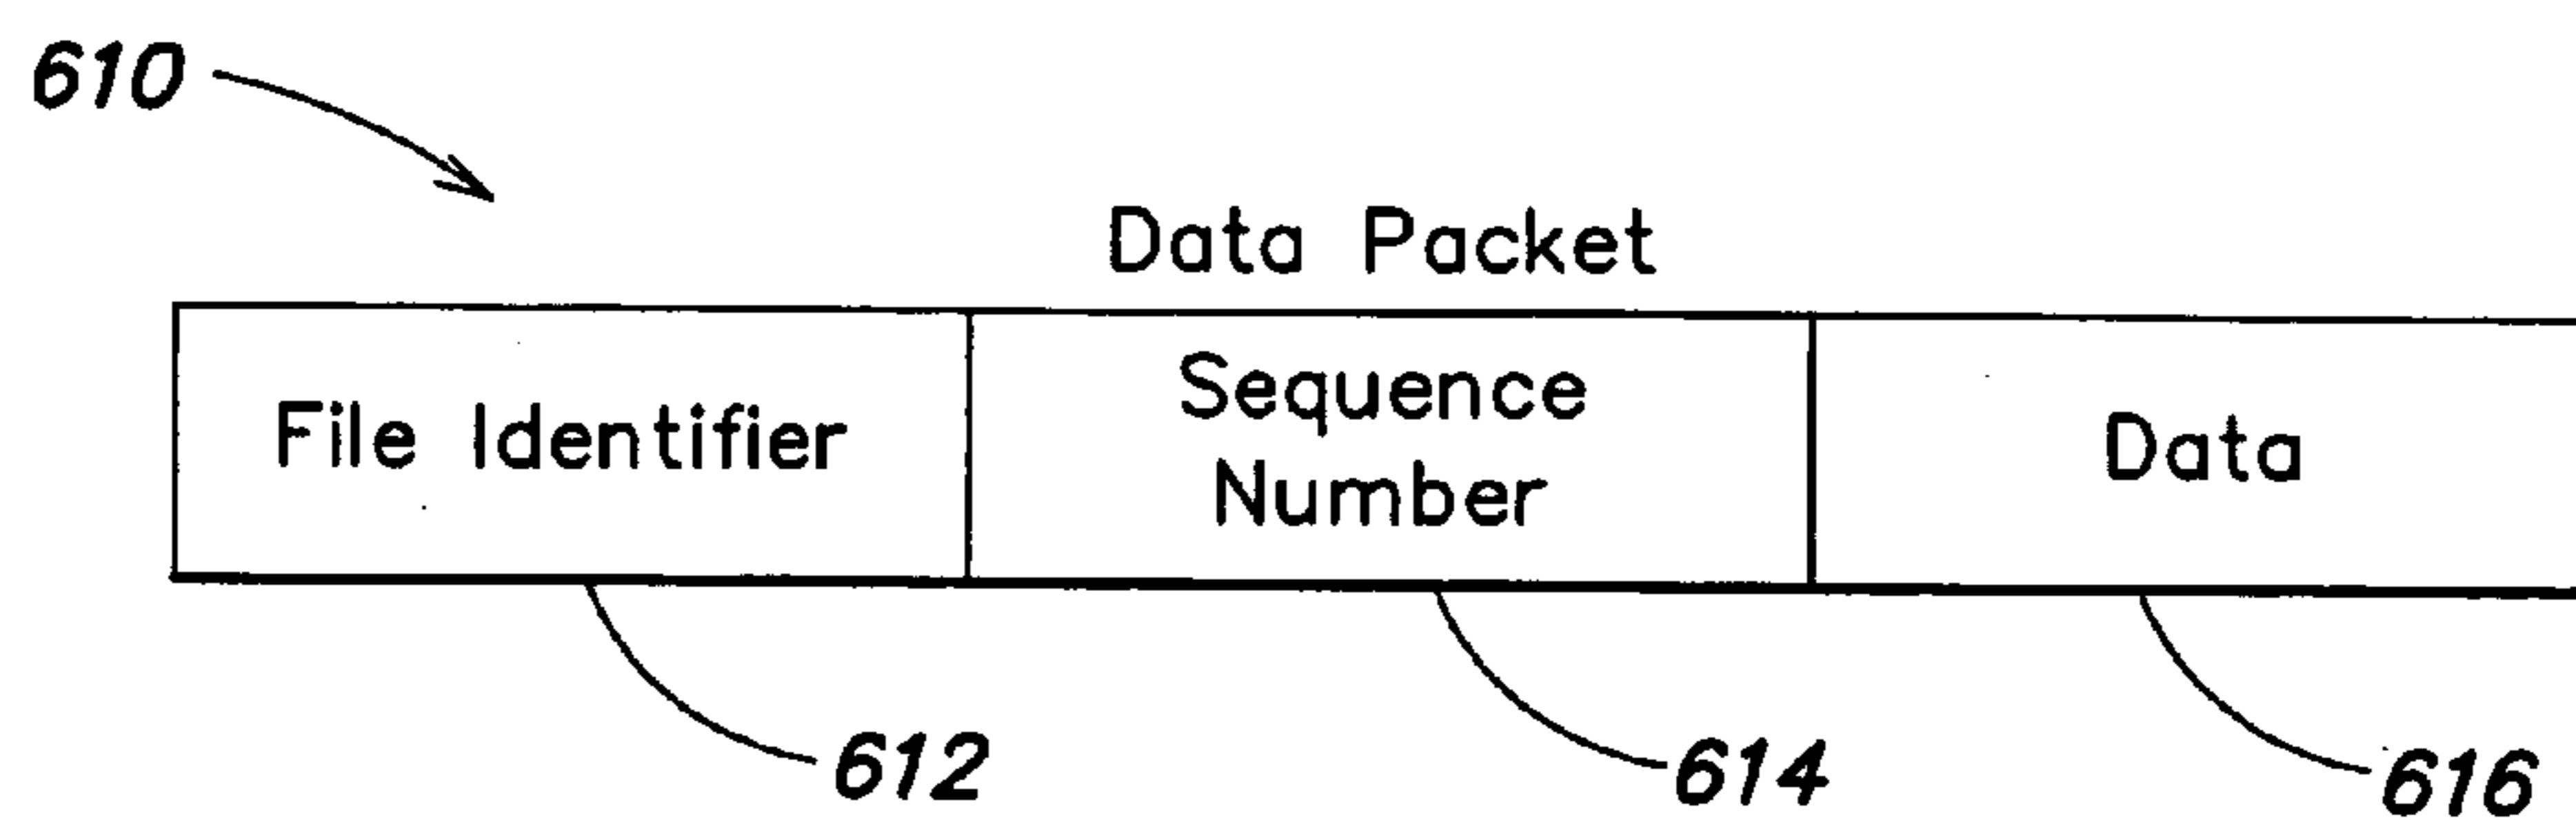 610
Data Packet
File Identifier
Sequence
Number
Data
612
614
616